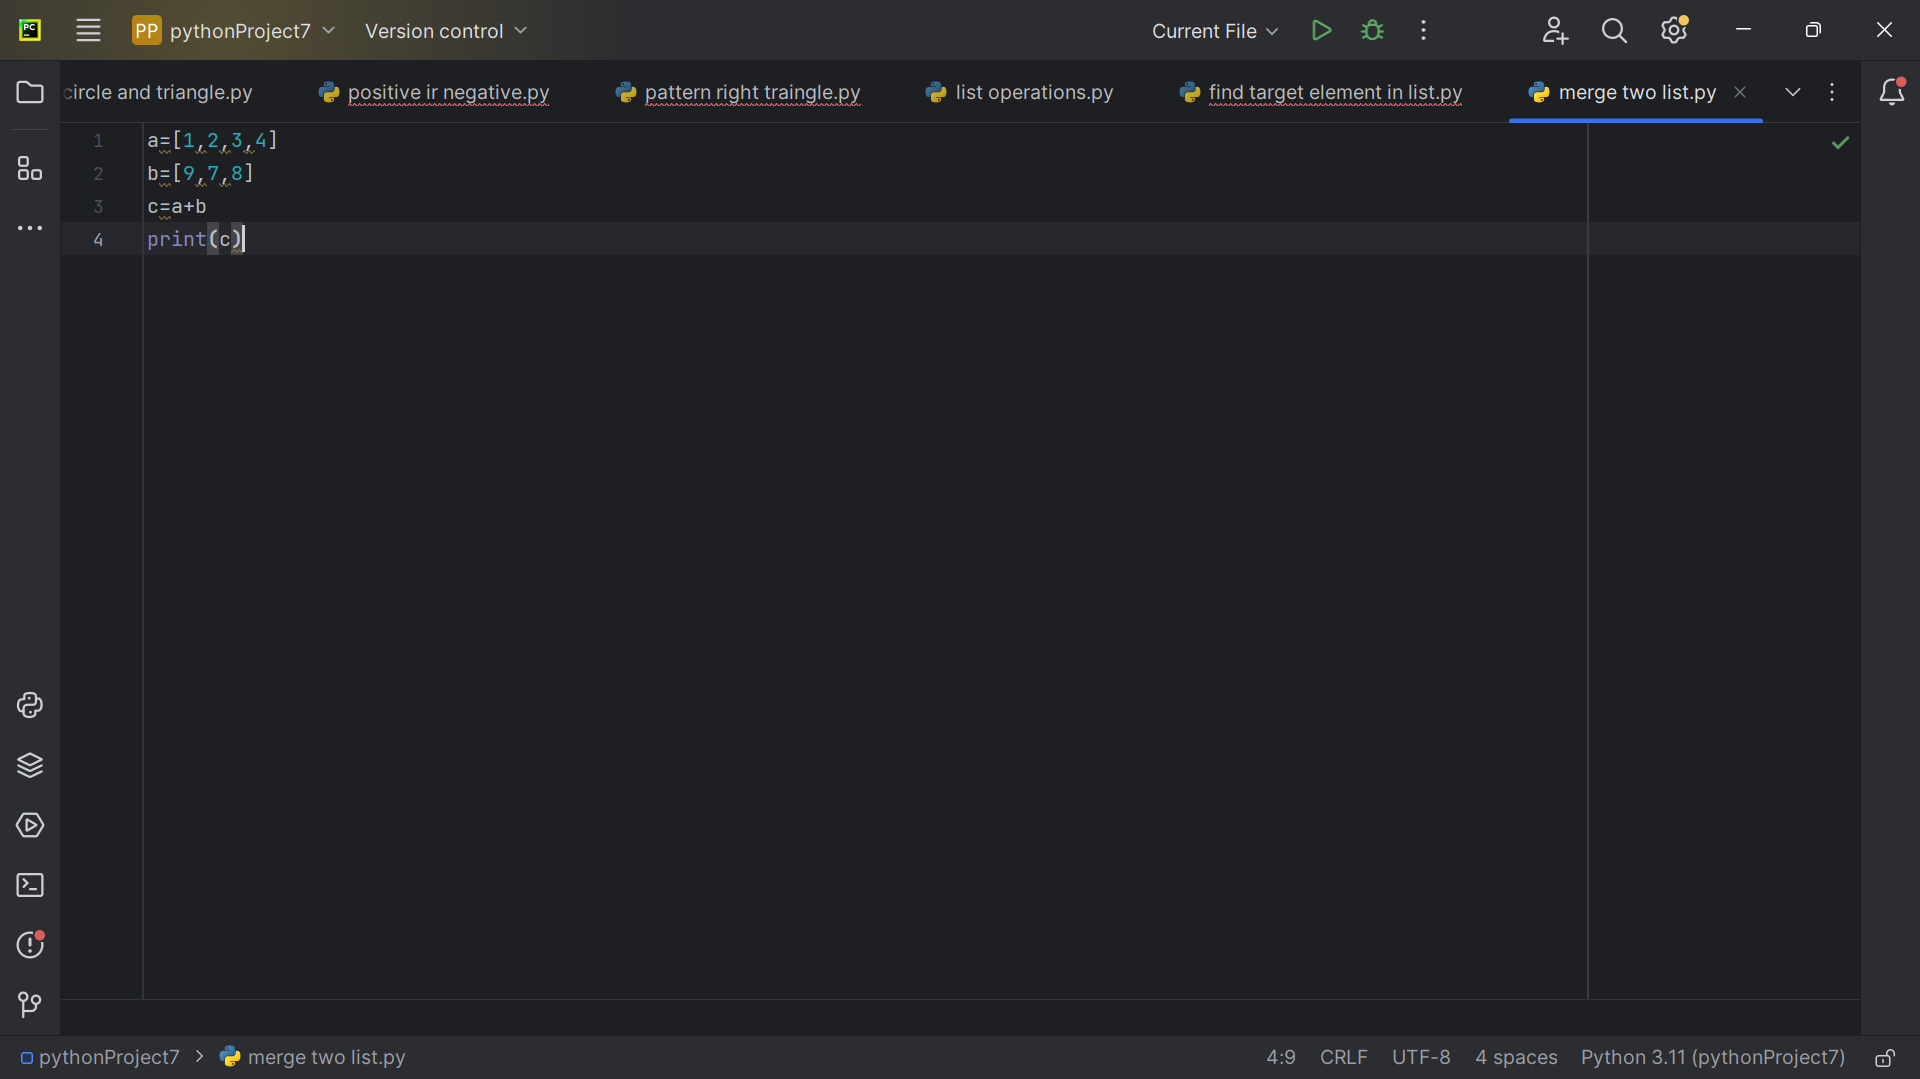 PC
PP pythonProject7 Version control Current File
circle and triangle.py positive ir negative.py pattern right traingle.py list operations.py find target element in list.py merge two list.py
1 a=[1,2,3,4]
2 b=[9,7,8]
3 c=a+b
4 print(c)
pythonProject7 > merge two list.py 4:9 CRLF UTF-8 4 spaces Python 3.11 (pythonProject7)